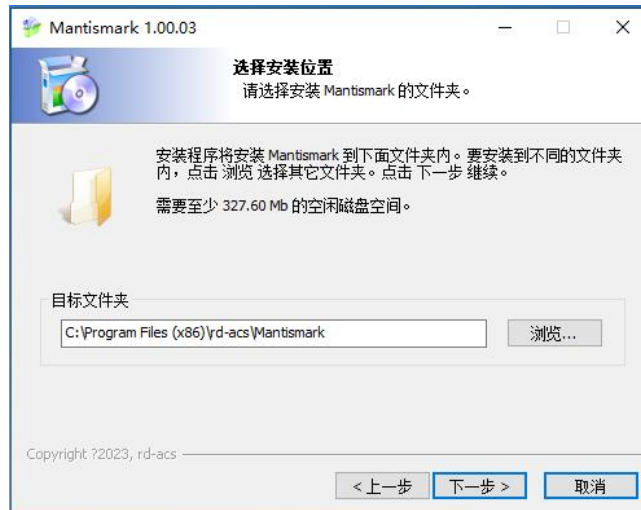 Mantismark 1.00.03
选择安装位置
请选择安装 Mantismark 的文件夹。
安装程序将安装 Mantismark 到下面文件夹内。要安装到不同的文件夹
内，点击 浏览 选择其它文件夹。点击 下一步 继续。
需要至少 327.60 Mb 的空闲磁盘空间。
目标文件夹
C:\Program Files (x86)\rd-acs\Mantismark
浏览...
Copyright ?2023, rd-acs
< 上一步
下一步 >
取消